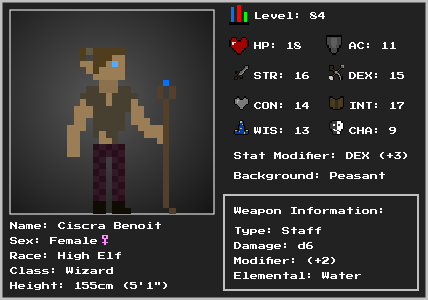 Level: 84
HP: 18
AC: 11
STR: 16
DEX: 15
CON: 14
INT: 17
WIS: 13
CHA: 9
Stat Modifier: DEX (+3)
Background: Peasant
Weapon Information:
Type: Staff
Damage: d6
Modifier: (+2)
Elemental: Water
Name: Ciscra Benoit
Sex: Female♀
Race: High Elf
Class: Wizard
Height: 155cm (5'1")